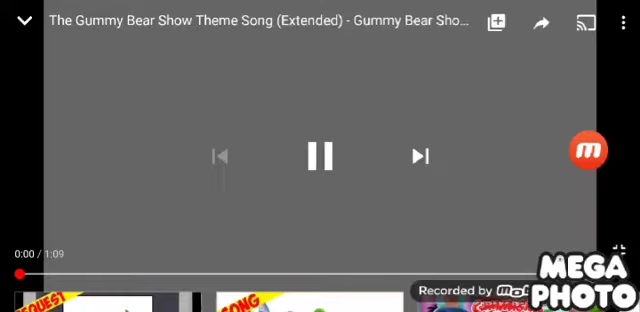 The Gummy Bear Show Theme Song (Extended) - Gummy Bear Sho...
0:00 / 1:09
Recorded by
MEGA
PHOTO
REQUEST
SONG